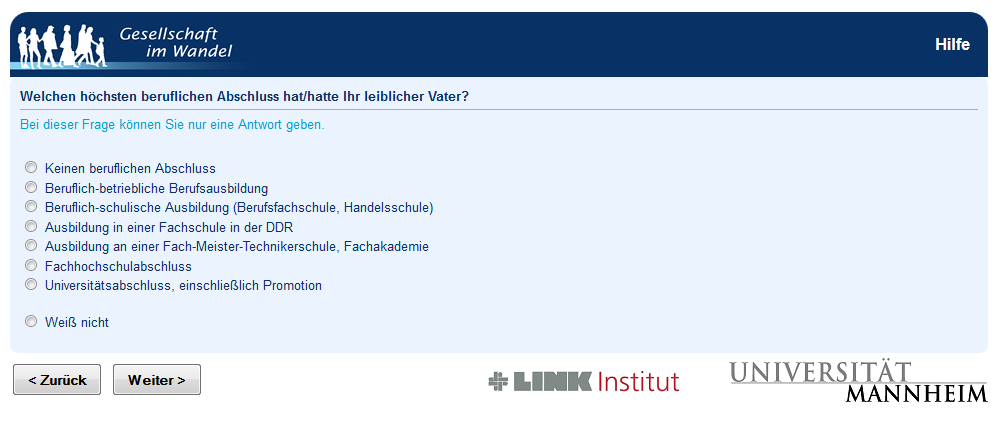 Gesellschaft
im Wandel
Hilfe
Welchen höchsten beruflichen Abschluss hat/hatte Ihr leiblicher Vater?
Bei dieser Frage können Sie nur eine Antwort geben.
Keinen beruflichen Abschluss
Beruflich-betriebliche Berufsausbildung
Beruflich-schulische Ausbildung (Berufsfachschule, Handelsschule)
Ausbildung in einer Fachschule in der DDR
Ausbildung an einer Fach-Meister-Technikerschule, Fachakademie
Fachhochschulabschluss
Universitätsabschluss, einschließlich Promotion
Weiß nicht
< Zurück
Weiter >
LINK Institut
UNIVERSITÄT
MANNHEIM